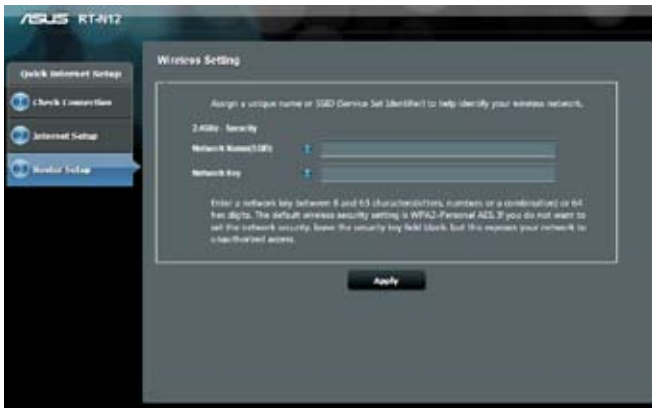 ASUS RT-N12
Quick Internet Setup
Check Connection
Internet Setup
Router Setup
Wireless Setting
Assign a unique name or SSID (Service Set Identifier) to help identify your wireless network.
2.4GHz - Security
Network Name(SSID)
Network Key
Enter a network key between 8 and 63 characters(letters, numbers or a combination) or 64
hex digits. The default wireless security setting is WPA2-Personal AES. If you do not want to
set the network security, leave the security key field blank, but this exposes your network to
unauthorized access.
Apply